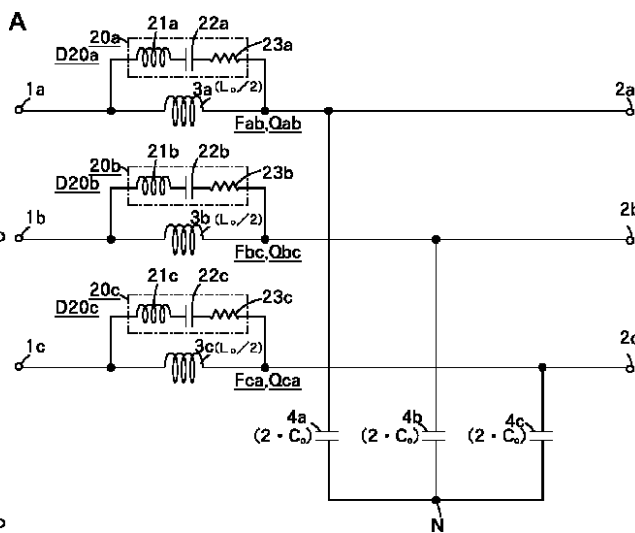 A
21a 22a
20a 23a
D20a
1a 3a (L₀/2) 2a
Fab,Qab
21b 22b
20b 23b
D20b
1b 3b (L₀/2) 2b
Fbc,Qbc
21c 22c
20c 23c
D20c
1c 3c (L₀/2) 2c
Fca,Qca
4a 4b 4c
(2・C₀) (2・C₀) (2・C₀)
N